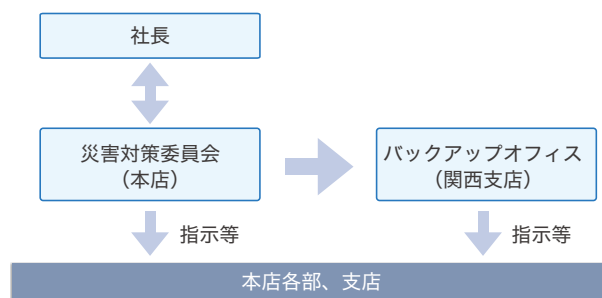 社長
災害対策委員会
（本店）
バックアップオフィス
（関西支店）
指示等
指示等
本店各部、支店